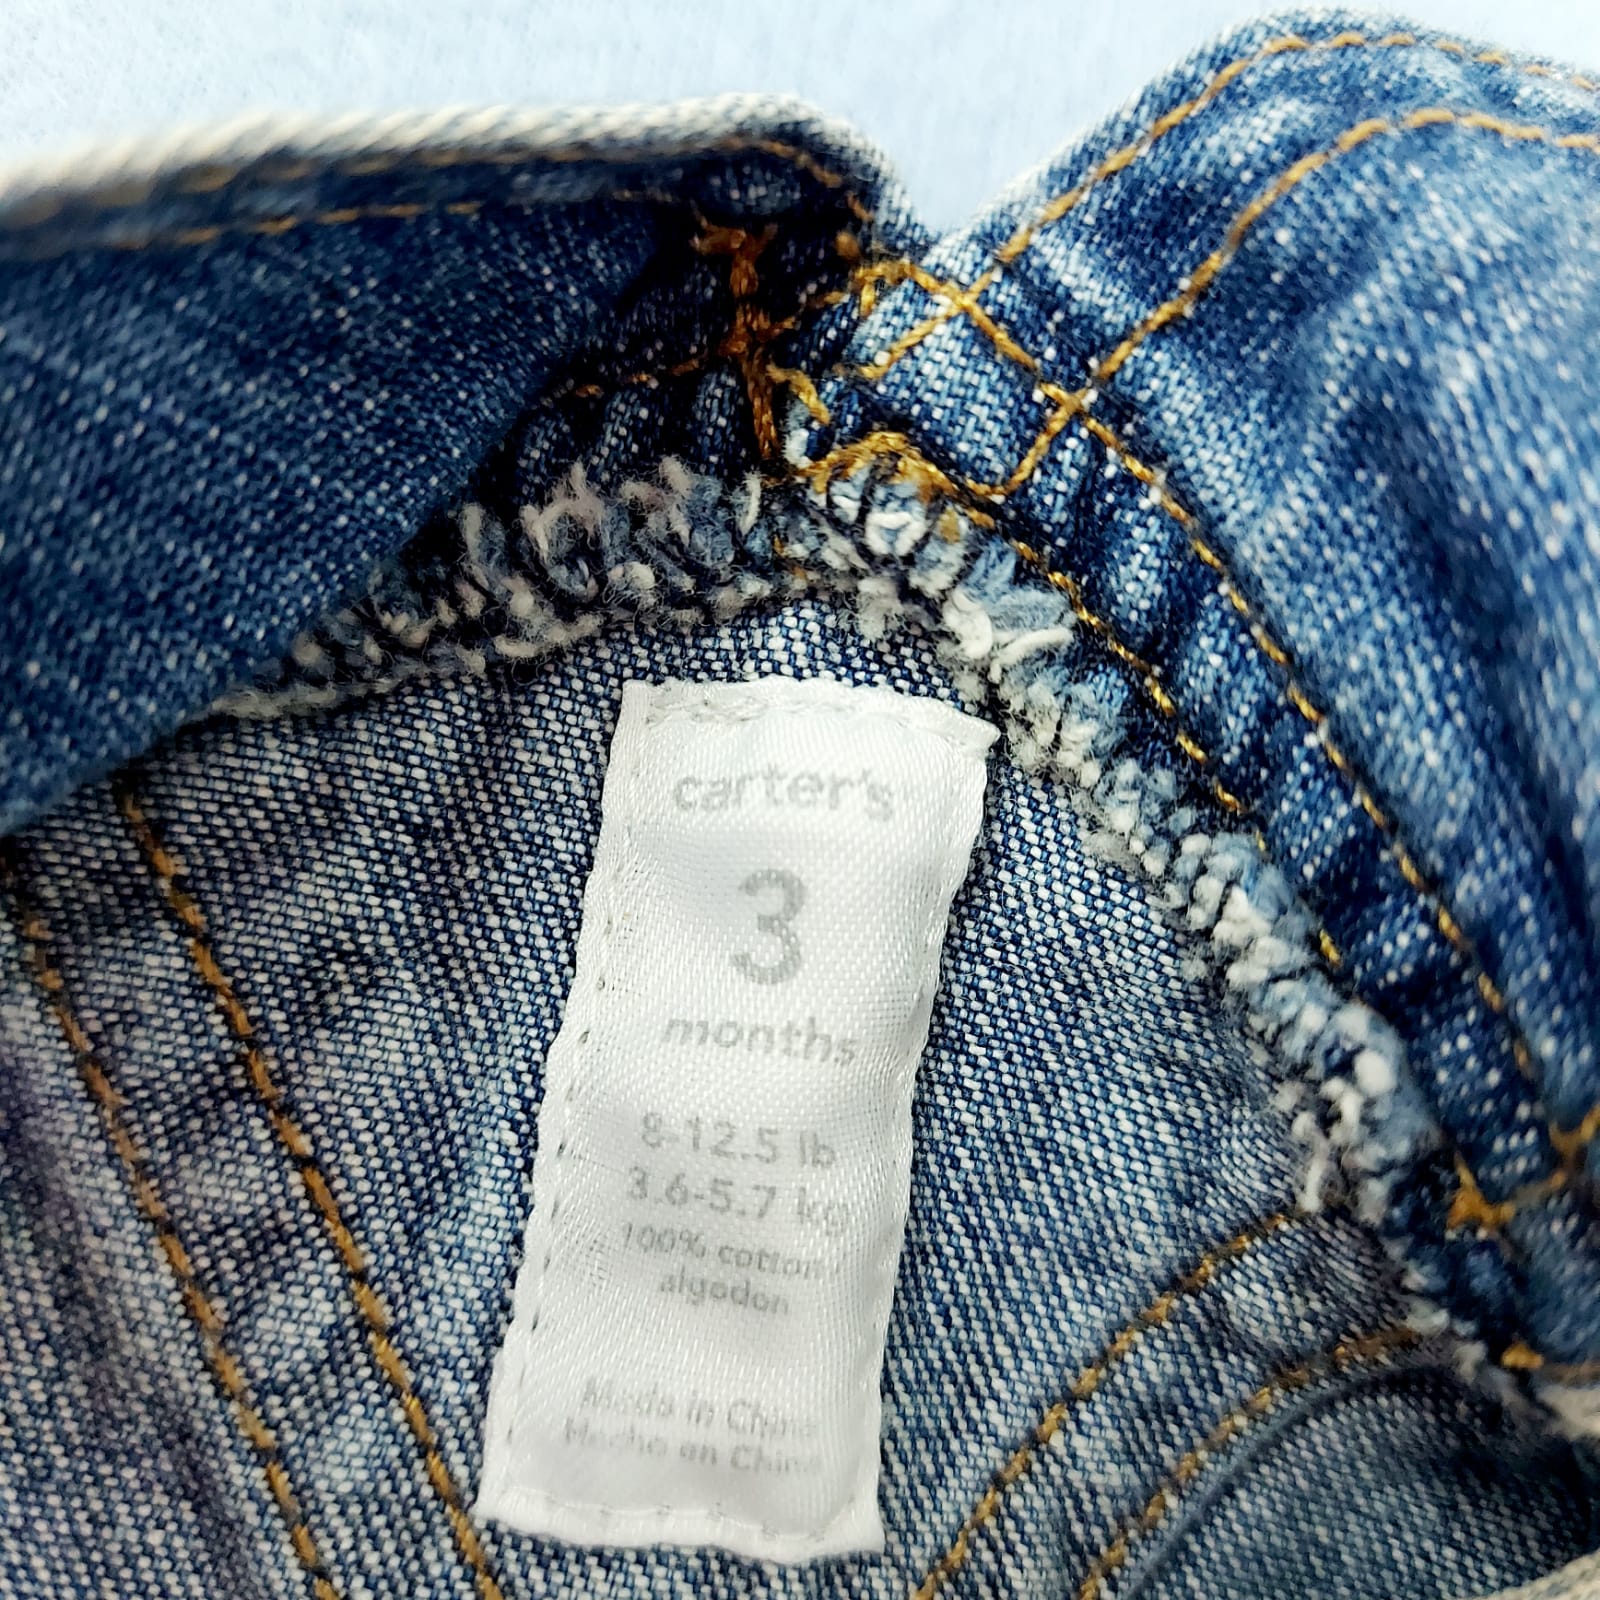 carter's
3
months
8-12.5 lb
3.6-5.7 kg
100% cotton
algodon
Made in China
Hecho en China